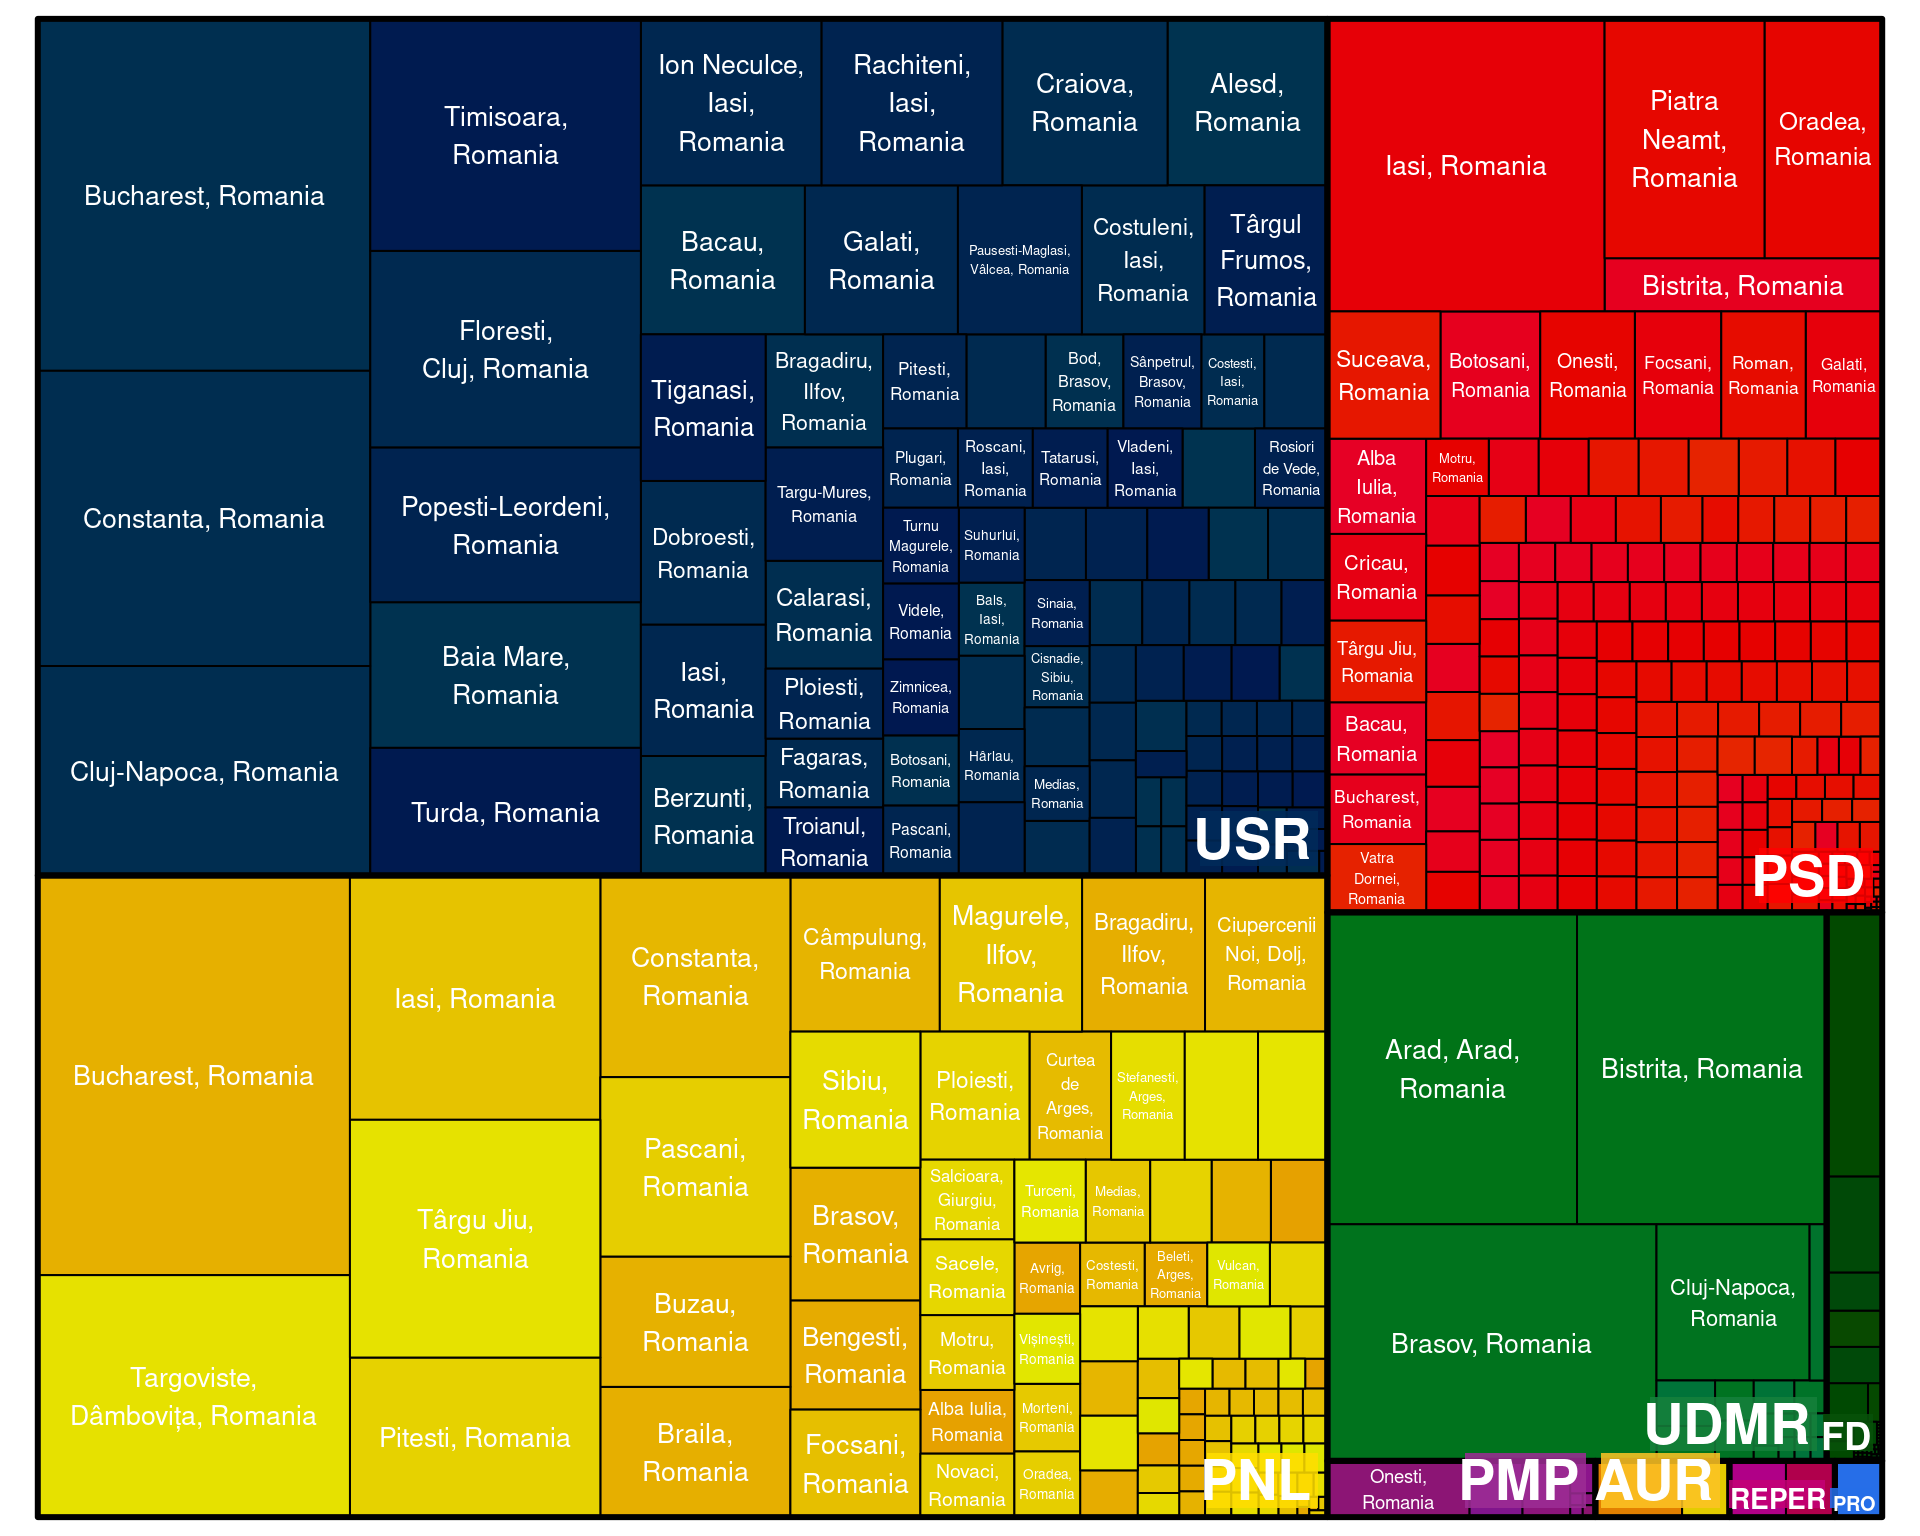 Bucharest, Romania
Constanta, Romania
Cluj-Napoca, Romania
Timisoara,
Romania
Floresti,
Cluj, Romania
Popesti-Leordeni,
Romania
Baia Mare,
Romania
Turda, Romania
Ion Neculce,
Iasi,
Romania
Rachiteni,
Iasi,
Romania
Craiova,
Romania
Alesd,
Romania
Bacau,
Romania
Galati,
Romania
Pausesti-Maglasi,
Vâlcea, Romania
Costuleni,
Iasi,
Romania
Târgul
Frumos,
Romania
Tiganasi,
Romania
Dobroesti,
Romania
Iasi,
Romania
Berzunti,
Romania
Bragadiru,
Ilfov,
Romania
Targu-Mures,
Romania
Calarasi,
Romania
Ploiesti,
Romania
Fagaras,
Romania
Troianul,
Romania
Pitesti,
Romania
Bod,
Brasov,
Romania
Sânpetrul,
Brasov,
Romania
Costesti,
Iasi,
Romania
Plugari,
Romania
Roscani,
Iasi,
Romania
Tatarusi,
Romania
Vladeni,
Iasi,
Romania
Rosiori
de Vede,
Romania
Turnu
Magurele,
Romania
Videle,
Romania
Zimnicea,
Romania
Botosani,
Romania
Pascani,
Romania
Suhurlui,
Romania
Bals,
Iasi,
Romania
Hârlau,
Romania
Sinaia,
Romania
Cisnadie,
Sibiu,
Romania
Medias,
Romania
USR
Iasi, Romania
Piatra
Neamt,
Romania
Oradea,
Romania
Bistrita, Romania
Suceava,
Romania
Botosani,
Romania
Onesti,
Romania
Focsani,
Romania
Roman,
Romania
Galati,
Romania
Alba
Iulia,
Romania
Motru,
Romania
Cricau,
Romania
Târgu Jiu,
Romania
Bacau,
Romania
Bucharest,
Romania
Vatra
Dornei,
Romania
PSD
Bucharest, Romania
Targoviste,
Dâmbovița, Romania
Iasi, Romania
Târgu Jiu,
Romania
Pitesti, Romania
Constanta,
Romania
Pascani,
Romania
Buzau,
Romania
Braila,
Romania
Câmpulung,
Romania
Magurele,
Ilfov,
Romania
Bragadiru,
Ilfov,
Romania
Ciupercenii
Noi, Dolj,
Romania
Sibiu,
Romania
Brasov,
Romania
Bengesti,
Romania
Focsani,
Romania
Ploiesti,
Romania
Curtea
de
Arges,
Romania
Stefanesti,
Arges,
Romania
Salcioara,
Giurgiu,
Romania
Turceni,
Romania
Medias,
Romania
Sacele,
Romania
Avrig,
Romania
Costesti,
Romania
Beleti,
Arges,
Romania
Vulcan,
Romania
Motru,
Romania
Vișinești,
Romania
Alba Iulia,
Romania
Morteni,
Romania
Novaci,
Romania
Oradea,
Romania
PNL
Arad, Arad,
Romania
Bistrita, Romania
Brasov, Romania
Cluj-Napoca,
Romania
UDMR
FD
Onesti,
Romania
PMP
AUR
REPER
PRO